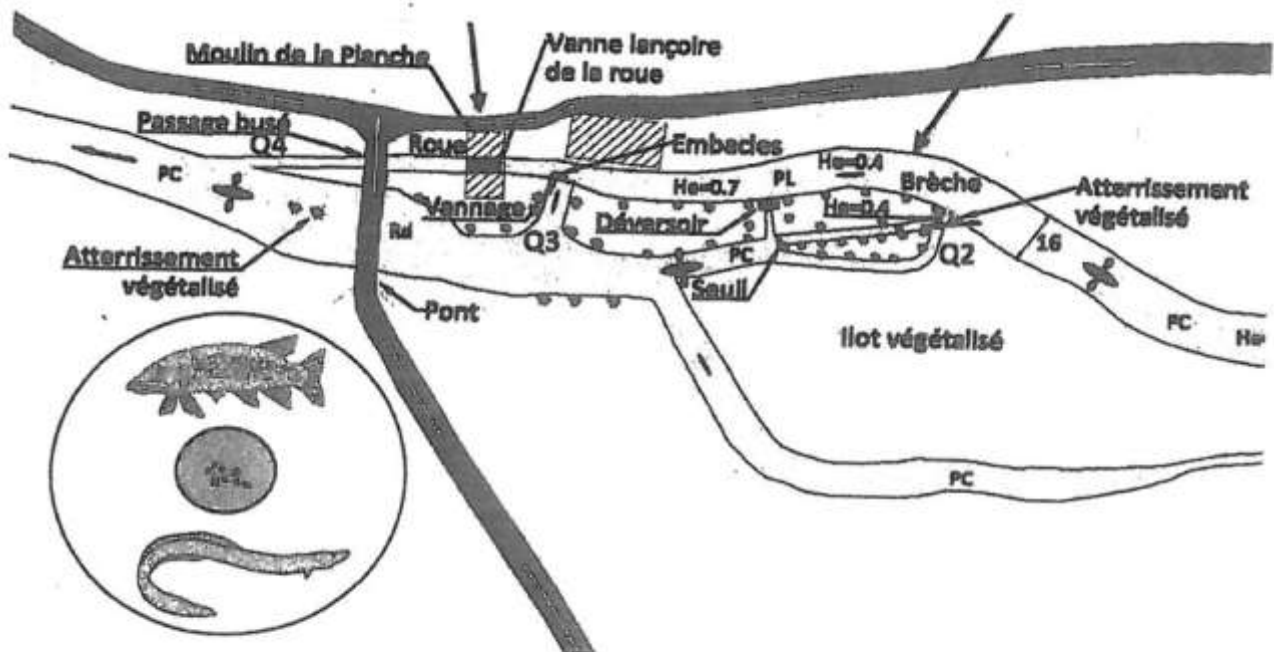 Moulin de la Planche
Vanne lançoire
de la roue
Passage busé
Q4
Roue
Embacles
He=0.4
PC
He=0.7
PL
Brèche
Atterrissement
végétalisé
Vannage
Déversoir
He=0.4
Rd
Q3
PC
Q2
16
Atterrissement
végétalisé
Seuil
Pont
PC
He
Ilot végétalisé
PC